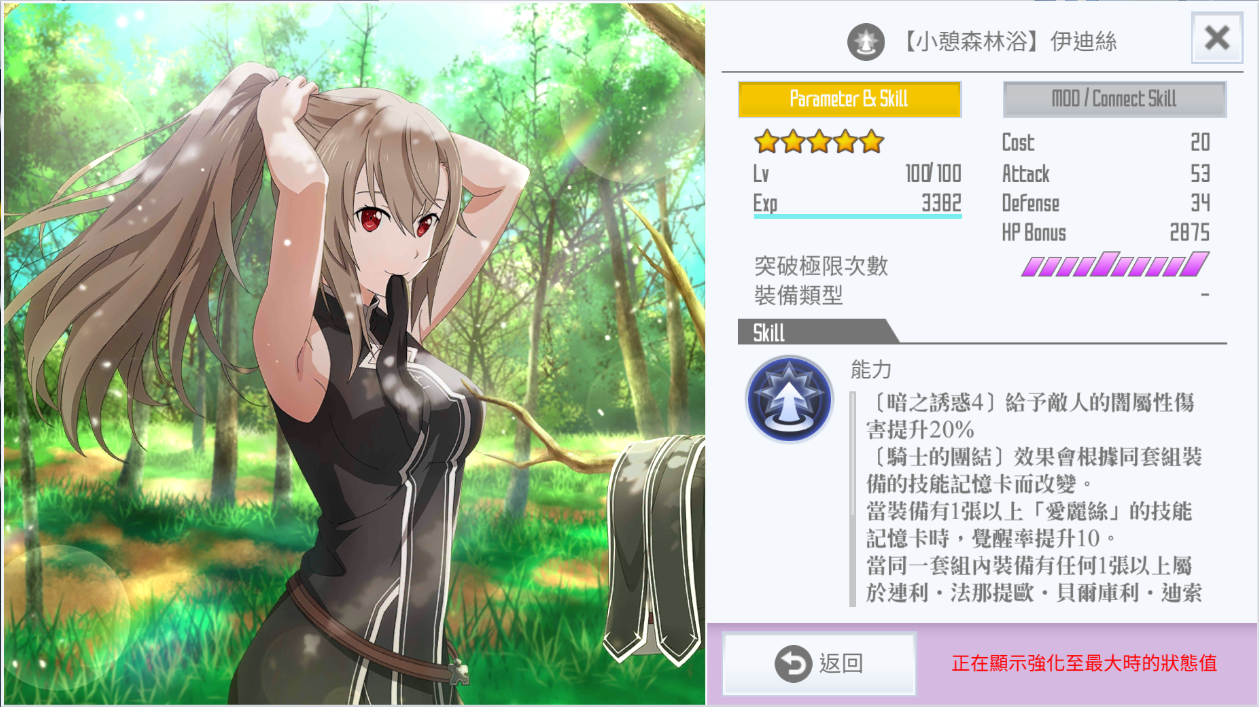 【小憩森林浴】伊迪絲
Parameter & Skill
MOD / Connect Skill
Lv 100/100
Exp 3382
Cost 20
Attack 53
Defense 34
HP Bonus 2875
突破極限次數
裝備類型 -
Skill
能力
〔暗之誘惑4〕給予敵人的闇屬性傷
害提升20%
〔騎士的團結〕效果會根據同套組裝
備的技能記憶卡而改變。
當裝備有1張以上「愛麗絲」的技能
記憶卡時，覺醒率提升10。
當同一套組內裝備有任何1張以上屬
於連利・法那提歐・貝爾庫利・迪索
返回
正在顯示強化至最大時的狀態值